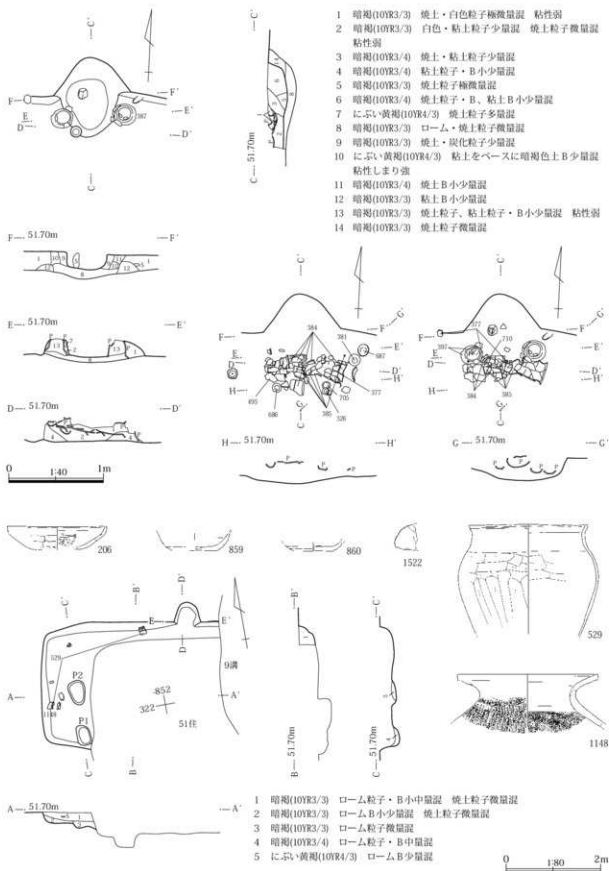 1 暗褐(10YR3/3) 焼土・白色粒子極微量混 粘性弱
2 暗褐(10YR3/3) 白色・粘土粒子少量混 焼土粒子微量混
粘性弱
3 暗褐(10YR3/4) 焼土・粘土粒子少量混
4 暗褐(10YR3/4) 粘土粒子・B小少量混
5 暗褐(10YR3/3) 焼土粒子極微量混
6 暗褐(10YR3/4) 焼土粒子・B、粘土B小少量混
7 にぶい黄褐(10YR4/3) 焼土粒子多量混
8 暗褐(10YR3/3) ローム・焼土粒子微量混
9 暗褐(10YR3/3) 焼土・炭化粒子少量混
10 にぶい黄褐(10YR4/3) 粘土をベースに暗褐色土B少量混
粘性しまり強
11 暗褐(10YR3/4) 焼土B小少量混
12 暗褐(10YR3/3) 粘土B小少量混
13 暗褐(10YR3/3) 焼土粒子、粘土粒子・B小少量混 粘性弱
14 暗褐(10YR3/3) 焼土粒子微量混
C'
F F'
E E'
D D'
387
C
C'
51.70m
C
F 51.70m F'
E 51.70m E'
D 51.70m D'
0 1:40 1m
C'
G'
F F'
E E'
D D'
H H'
384 381
687
495
686
385
326
705
377
C
H 51.70m H'
C'
G'
F F'
E E'
D D'
H H'
377
710
397
384
385
C
G 51.70m G'
206
859
860
1522
529
1148
C' B' D'
E E'
D
529
P2
1148
P1
-852
322
51住
9溝
A A'
C B
B' 51.70m B
C' 51.70m C
A 51.70m A'
1 暗褐(10YR3/3) ローム粒子・B小中量混 焼土粒子微量混
2 暗褐(10YR3/3) ロームB小少量混 焼土粒子微量混
3 暗褐(10YR3/3) ローム粒子微量混
4 暗褐(10YR3/4) ローム粒子・B中量混
5 にぶい黄褐(10YR4/3) ロームB少量混
0 1:80 2m